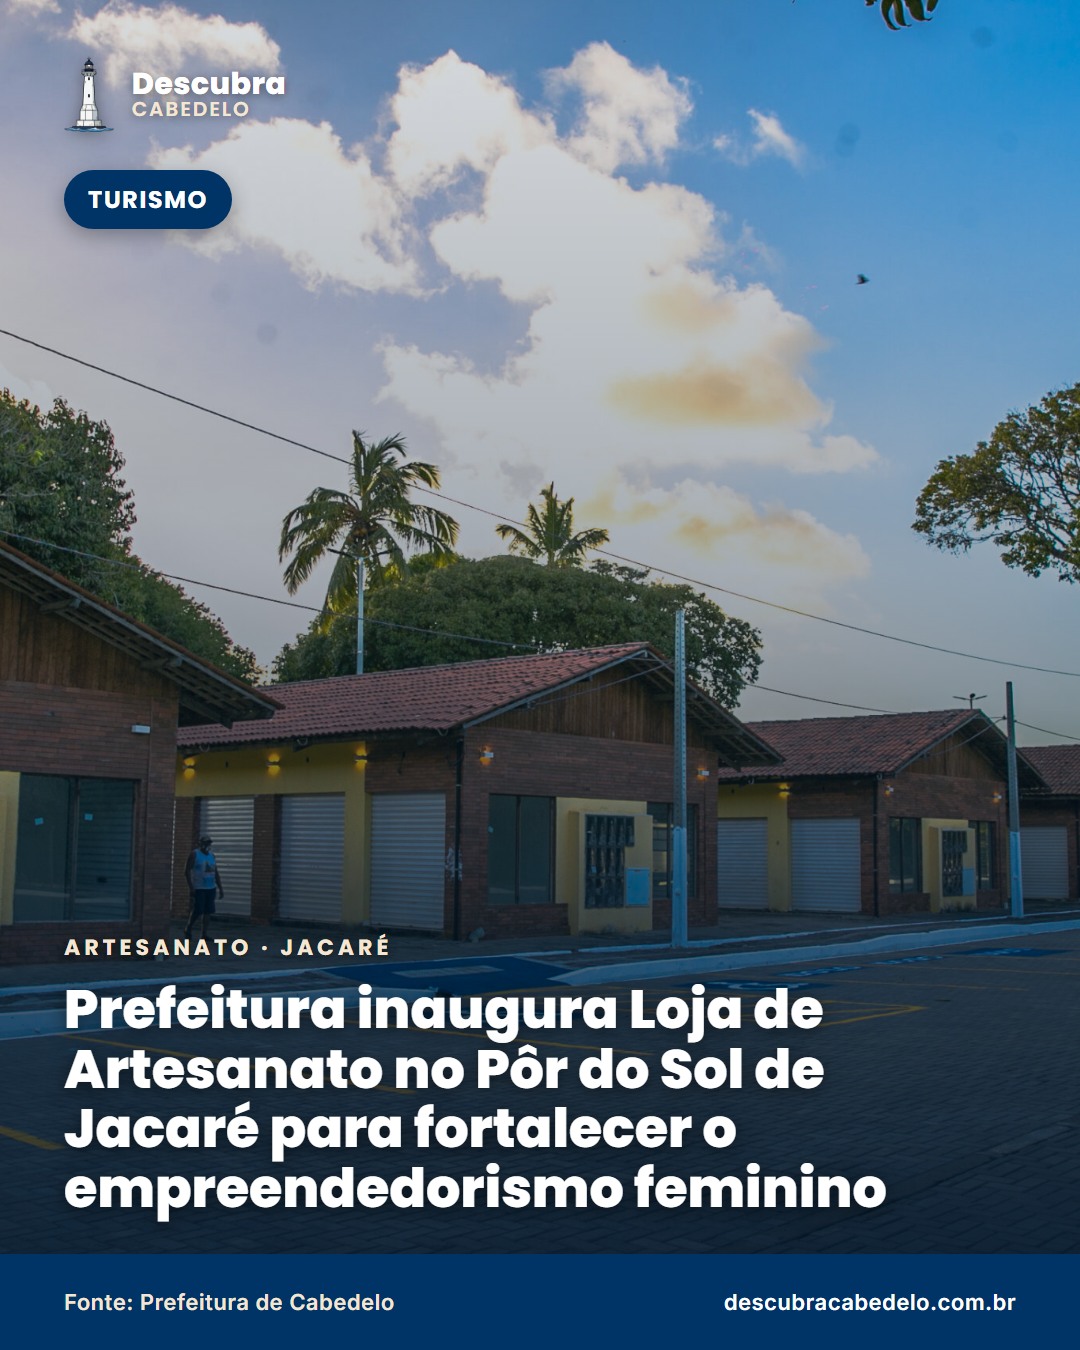 Descubra
CABEDELO
TURISMO
ARTESANATO · JACARÉ
Prefeitura inaugura Loja de
Artesanato no Pôr do Sol de
Jacaré para fortalecer o
empreendedorismo feminino
Fonte: Prefeitura de Cabedelo
descubracabedelo.com.br